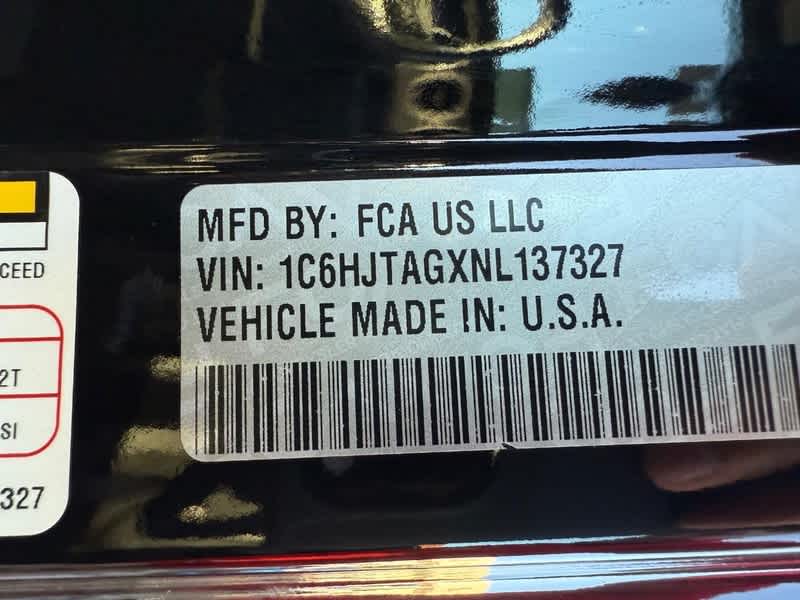 MFD BY: FCA US LLC
VIN: 1C6HJTAGXNL137327
VEHICLE MADE IN: U.S.A.
CEED
2T
SI
327